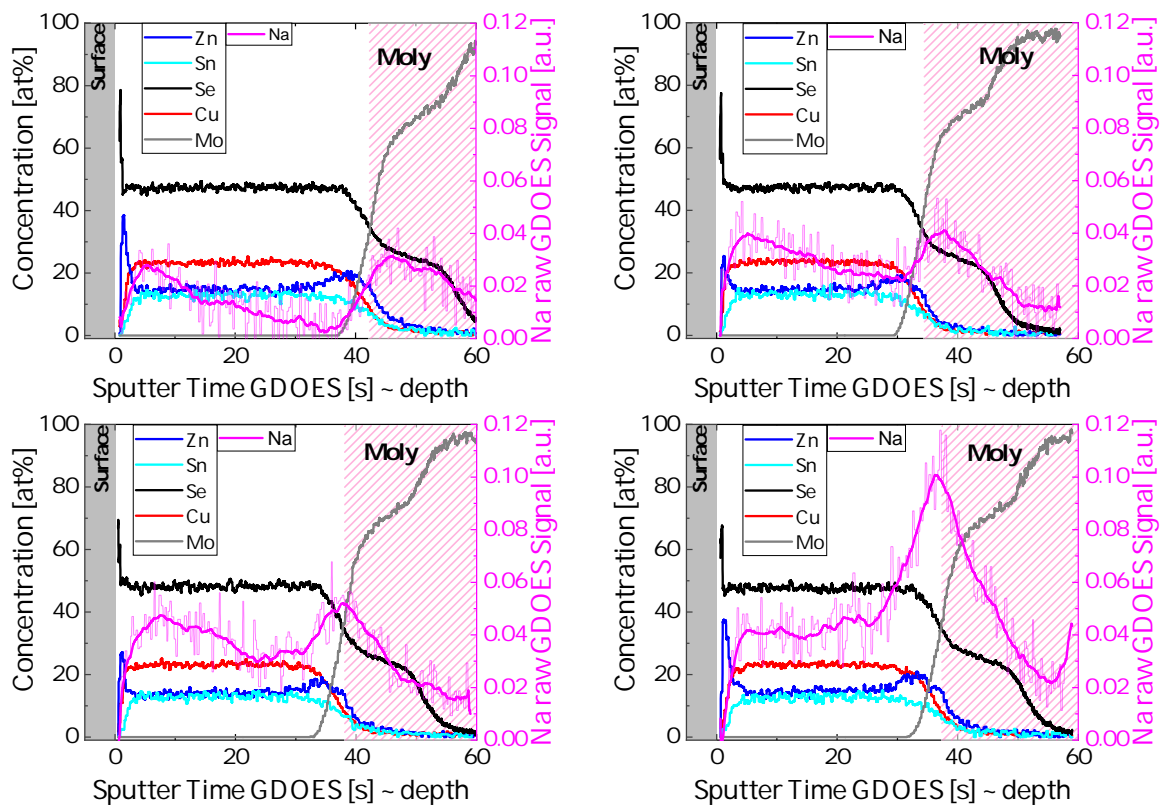 100
80
60
40
20
0
Concentration [at%]
Surface
Zn
Sn
Se
Cu
Mo
Na
Moly
0.12
0.10
0.08
0.06
0.04
0.02
0.00
Na raw GDOES Signal [a.u.]
0 20 40 60
Sputter Time GDOES [s] ~ depth
100
80
60
40
20
0
Concentration [at%]
Surface
Zn
Sn
Se
Cu
Mo
Na
Moly
0.12
0.10
0.08
0.06
0.04
0.02
0.00
Na raw GDOES Signal [a.u.]
0 20 40 60
Sputter Time GDOES [s] ~ depth
100
80
60
40
20
0
Concentration [at%]
Surface
Zn
Sn
Se
Cu
Mo
Na
Moly
0.12
0.10
0.08
0.06
0.04
0.02
0.00
Na raw GDOES Signal [a.u.]
0 20 40 60
Sputter Time GDOES [s] ~ depth
100
80
60
40
20
0
Concentration [at%]
Surface
Zn
Sn
Se
Cu
Mo
Na
Moly
0.12
0.10
0.08
0.06
0.04
0.02
0.00
Na raw GDOES Signal [a.u.]
0 20 40 60
Sputter Time GDOES [s] ~ depth